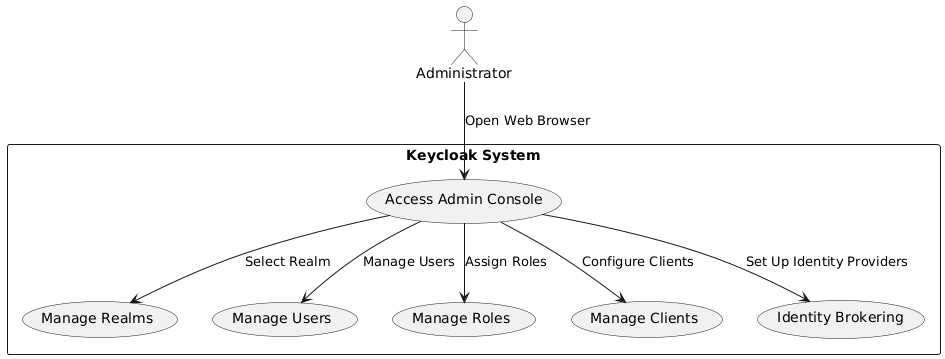 Administrator
Open Web Browser
Keycloak System
Access Admin Console
Select Realm
Manage Users
Assign Roles
Configure Clients
Set Up Identity Providers
Manage Realms
Manage Users
Manage Roles
Manage Clients
Identity Brokering